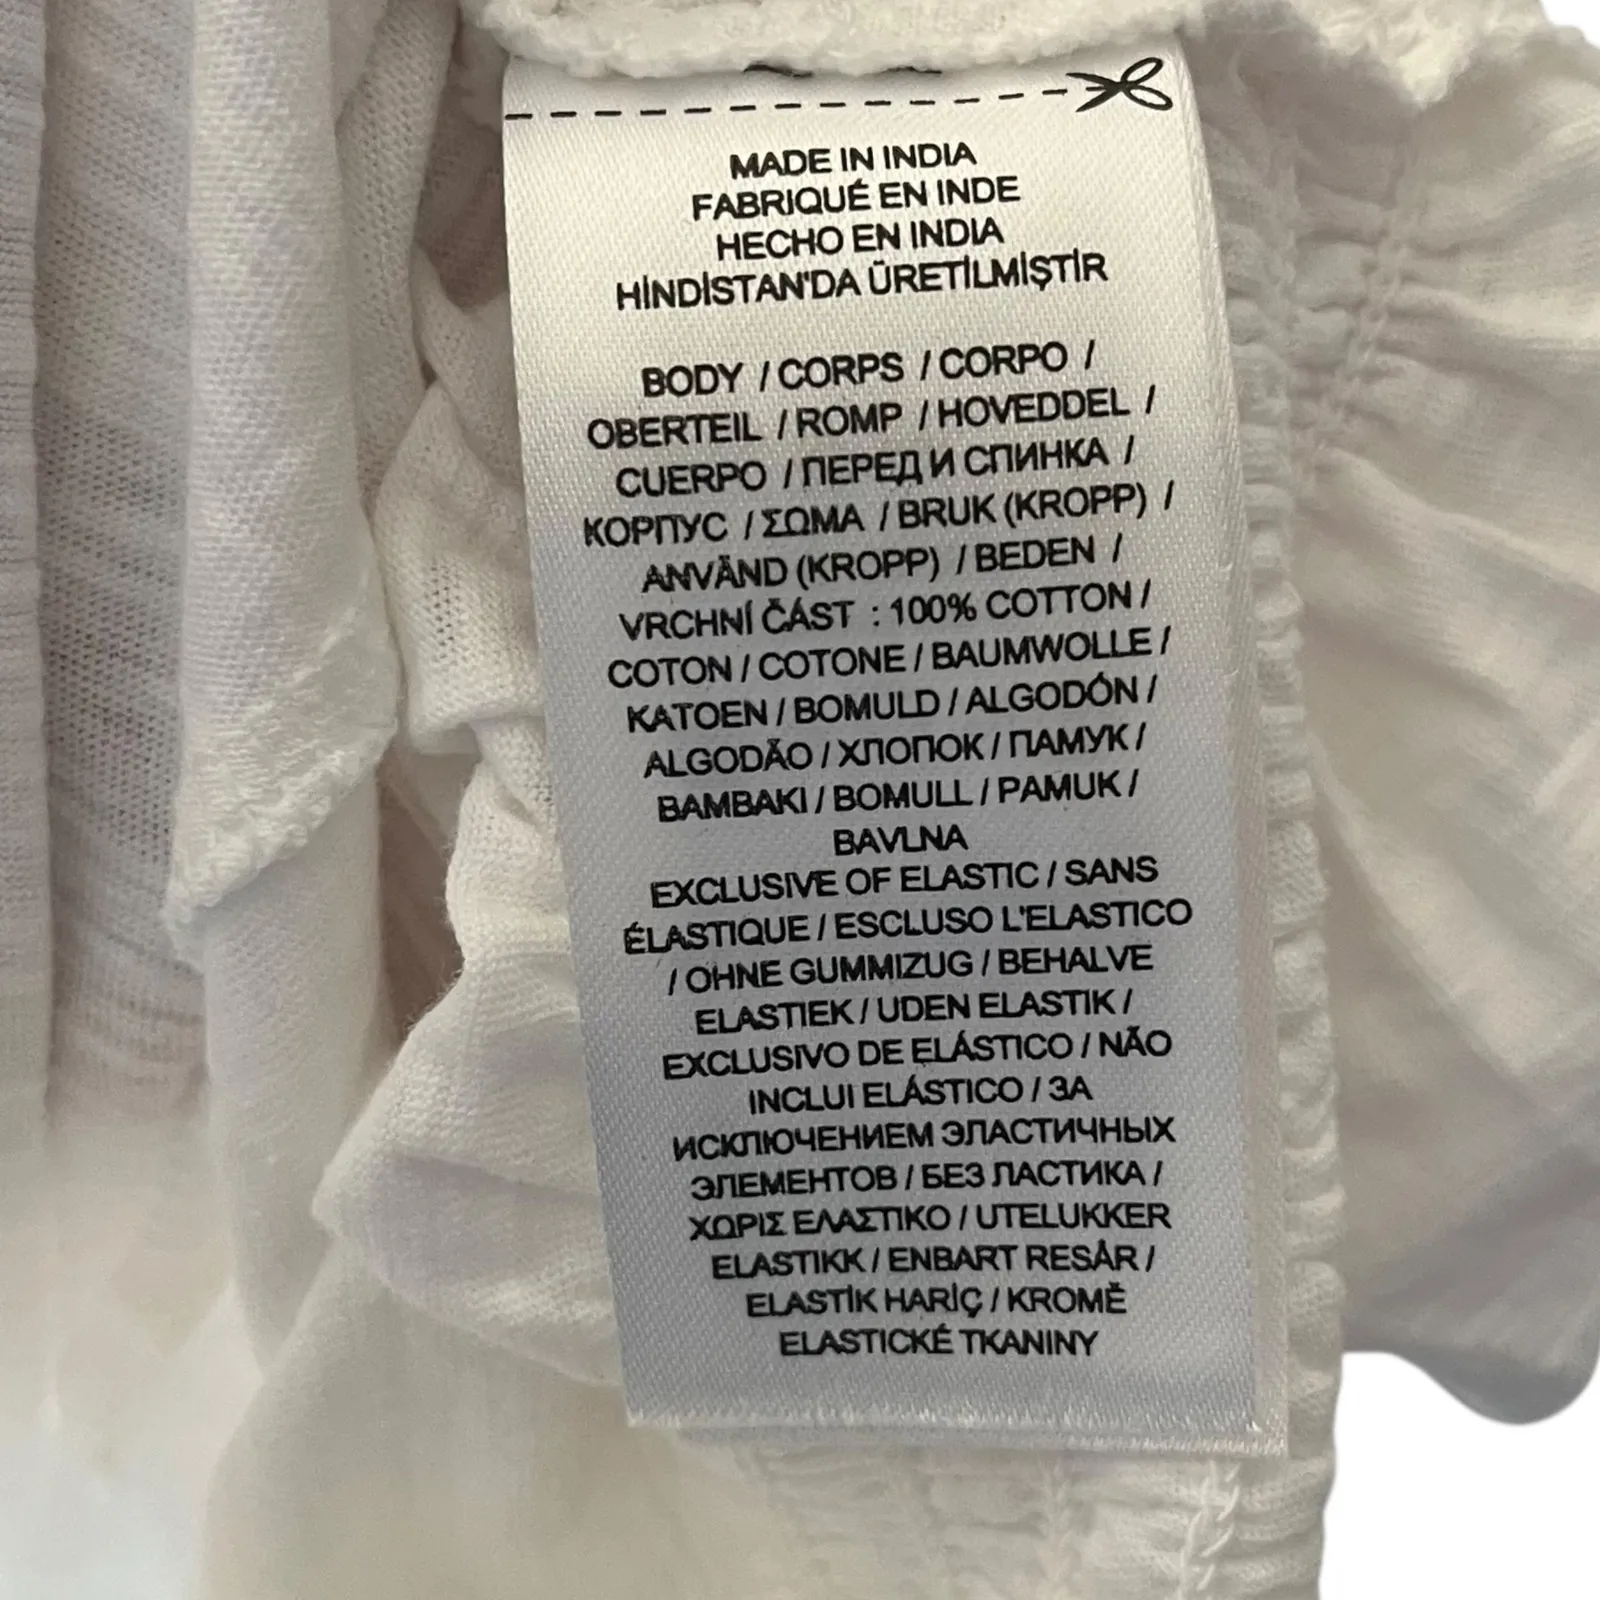 MADE IN INDIA
FABRIQUÉ EN INDE
HECHO EN INDIA
HİNDİSTAN'DA ÜRETİLMİŞTİR
BODY / CORPS / CORPO /
OBERTEIL / ROMP / HOVEDDEL /
CUERPO / ПЕРЕД И СПИНКА /
КОРПУС / ΣΩΜΑ / BRUK (KROPP) /
ANVÄND (KROPP) / BEDEN /
VRCHNÍ ČÁST : 100% COTTON /
COTON / COTONE / BAUMWOLLE /
KATOEN / BOMULD / ALGODÓN /
ALGODÃO / ХЛОПОК / ПАМУК /
BAMBAKI / BOMULL / PAMUK /
BAVLNA
EXCLUSIVE OF ELASTIC / SANS
ÉLASTIQUE / ESCLUSO L'ELASTICO
/ OHNE GUMMIZUG / BEHALVE
ELASTIEK / UDEN ELASTIK /
EXCLUSIVO DE ELÁSTICO / NÃO
INCLUI ELÁSTICO / ЗА
ИСКЛЮЧЕНИЕМ ЭЛАСТИЧНЫХ
ЭЛЕМЕНТОВ / БЕЗ ЛАСТИКА /
ΧΩΡΙΣ ΕΛΑΣΤΙΚΟ / UTELUKKER
ELASTIKK / ENBART RESÅR /
ELASTİK HARİÇ / KROMĚ
ELASTICKÉ TKANINY